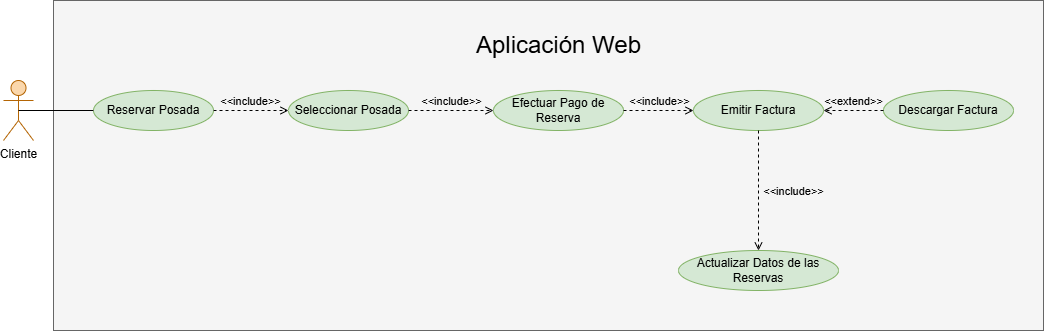 Aplicación Web
Cliente
Reservar Posada
<<include>>
Seleccionar Posada
<<include>>
Efectuar Pago de
Reserva
<<include>>
Emitir Factura
<<extend>>
Descargar Factura
<<include>>
Actualizar Datos de las
Reservas